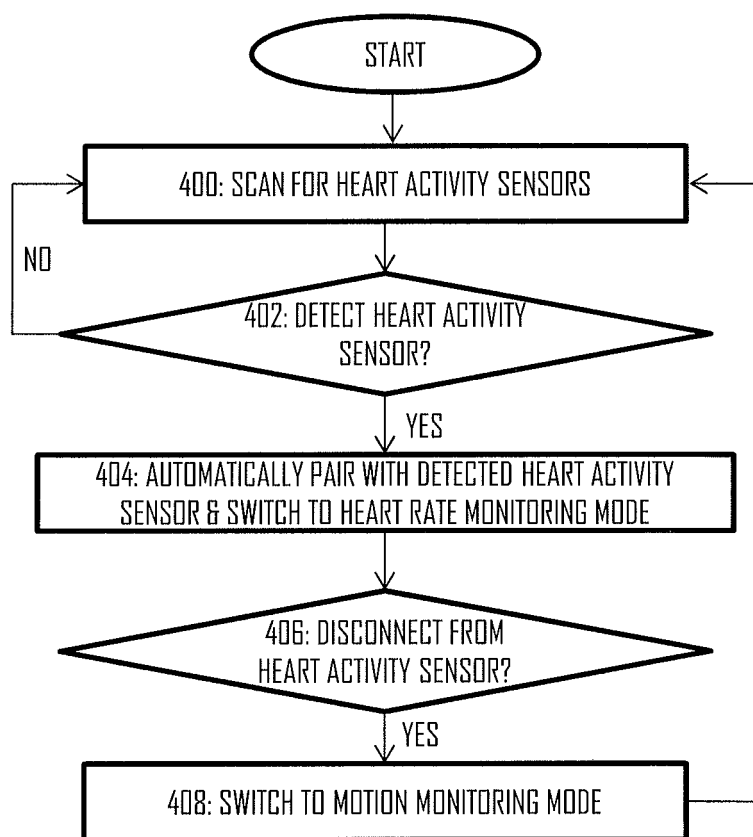 START
400: SCAN FOR HEART ACTIVITY SENSORS
NO
402: DETECT HEART ACTIVITY
SENSOR?
YES
404: AUTOMATICALLY PAIR WITH DETECTED HEART ACTIVITY
SENSOR & SWITCH TO HEART RATE MONITORING MODE
406: DISCONNECT FROM
HEART ACTIVITY SENSOR?
YES
408: SWITCH TO MOTION MONITORING MODE